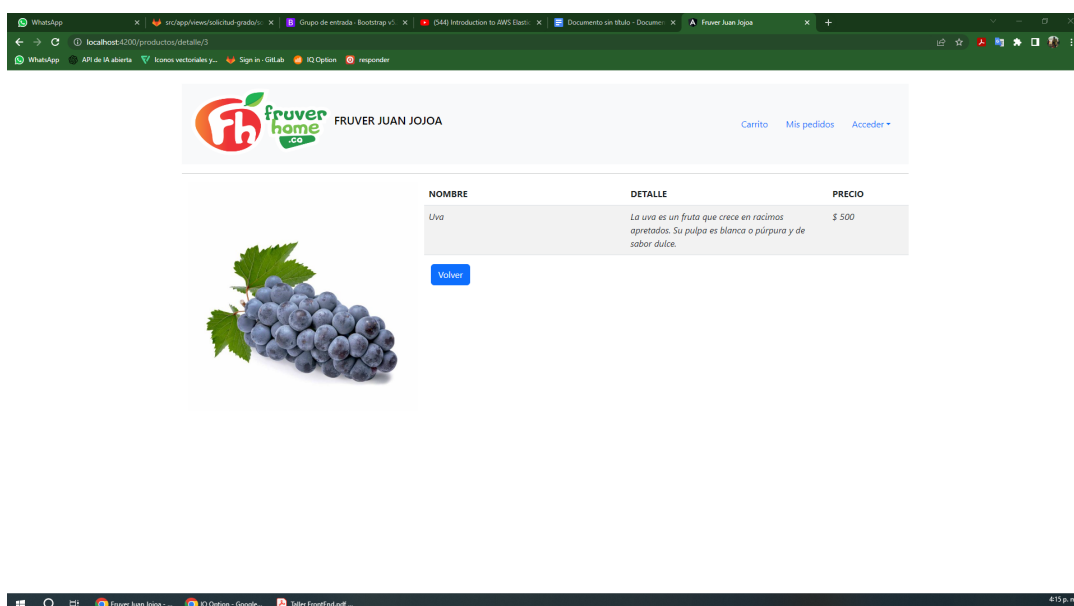 WhatsApp
src/app/views/solicitud-grado/sc
Grupo de entrada · Bootstrap v5.
(544) Introduction to AWS Elastic
Documento sin título - Documen
Fruver Juan Jojoa
localhost:4200/productos/detalle/3
WhatsApp
API de IA abierta
Iconos vectoriales y...
Sign in · GitLab
IQ Option
responder
fruver
home
.co
FRUVER JUAN JOJOA
Carrito
Mis pedidos
Acceder
NOMBRE
DETALLE
PRECIO
Uva
La uva es un fruta que crece en racimos
apretados. Su pulpa es blanca o púrpura y de
sabor dulce.
$ 500
Volver
Fruver Juan Jojoa - ...
IQ Option - Google...
Taller FrontEnd.pdf ...
4:15 p. m